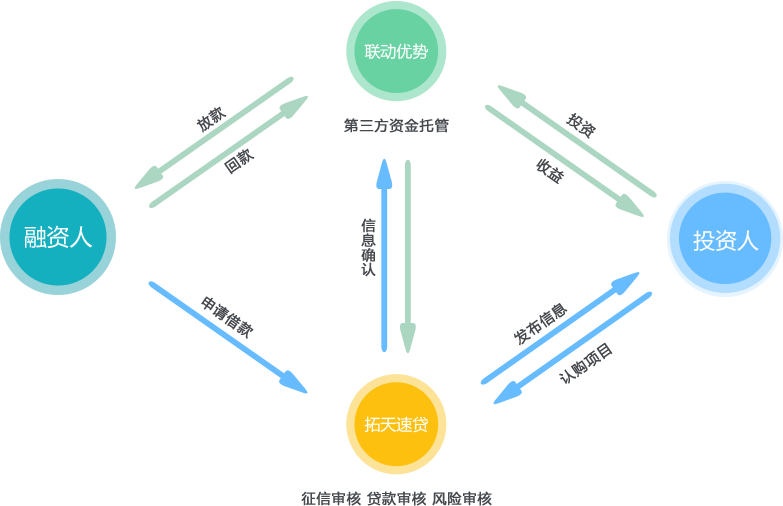 联动优势
第三方资金托管
放款
回款
投资
收益
融资人
信息确认
投资人
申请借款
发布信息
认购项目
拓天速贷
征信审核 贷款审核 风险审核